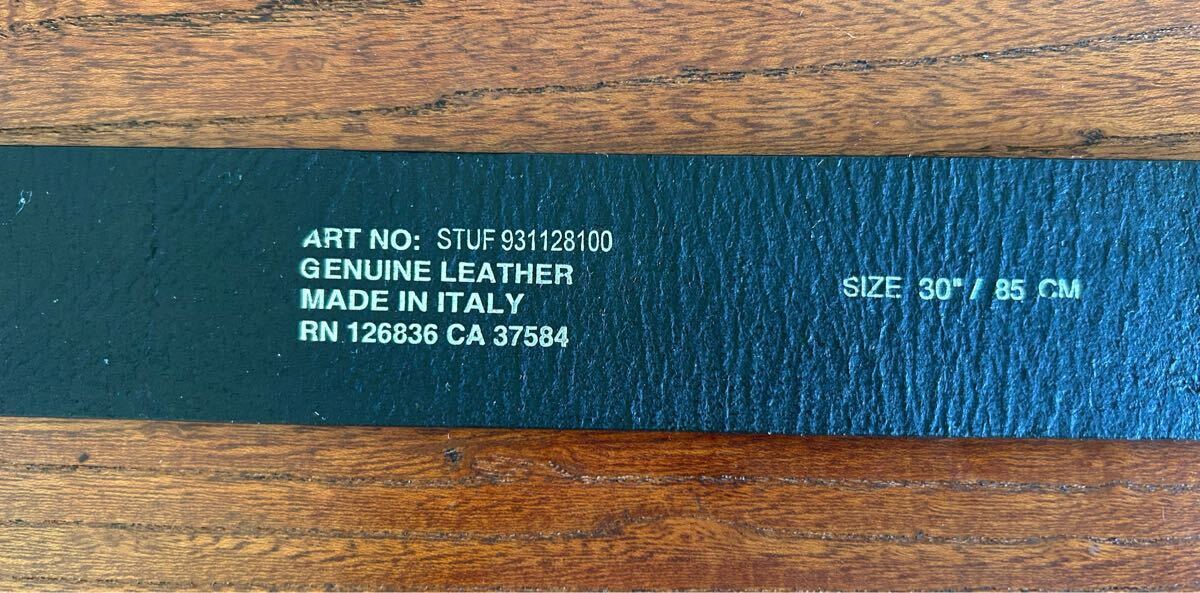 ART NO: STUF 931128100
GENUINE LEATHER
MADE IN ITALY
RN 126836 CA 37584
SIZE 30" / 85 CM